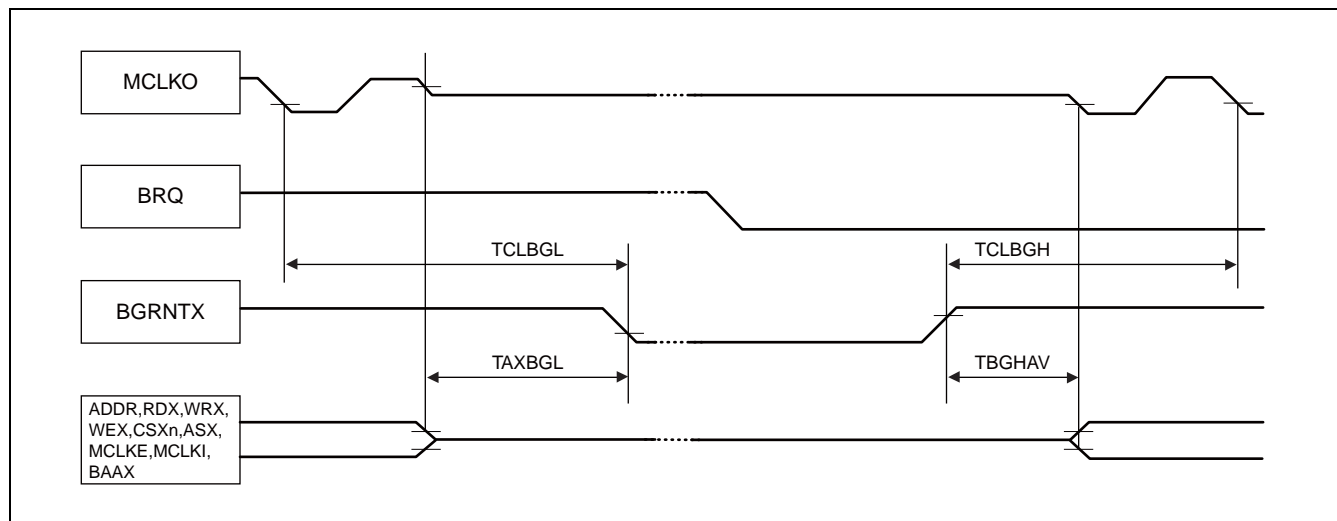 MCLKO
BRQ
TCLBGL
TCLBGH
BGRNTX
TAXBGL
TBGHAV
ADDR,RDX,WRX,
WEX,CSXn,ASX,
MCLKE,MCLKI,
BAAX